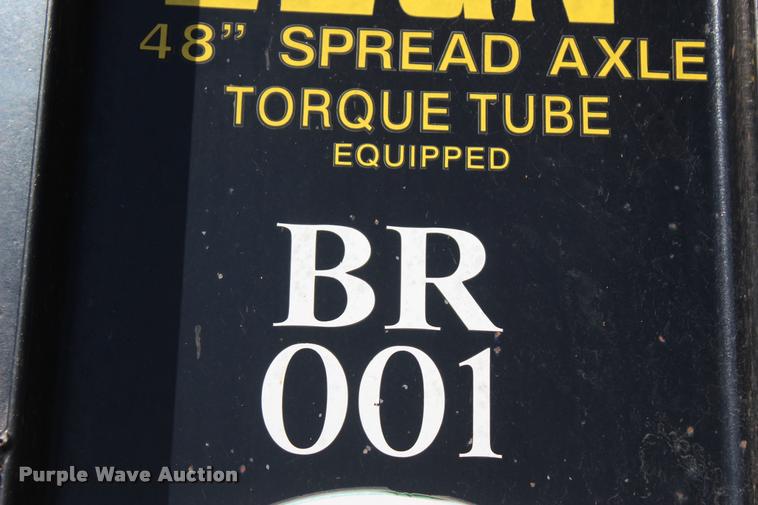 48” SPREAD AXLE
TORQUE TUBE
EQUIPPED
BR
001
Purple Wave Auction